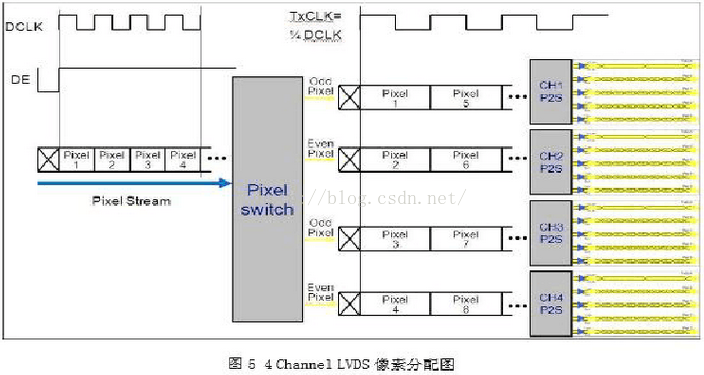 DCLK
TxCLK=
¼ DCLK
DE
Odd
Pixel
Pixel
1
Pixel
5
...
CH1
P2S
Even
Pixel
Pixel
2
Pixel
6
...
CH2
P2S
Pixel
1
Pixel
2
Pixel
3
Pixel
4
...
Pixel Stream
Pixel
switch
http://blog.csdn.net/
Odd
Pixel
Pixel
3
Pixel
7
...
CH3
P2S
Even
Pixel
Pixel
4
Pixel
8
...
CH4
P2S
图 5 4 Channel LVDS 像素分配图